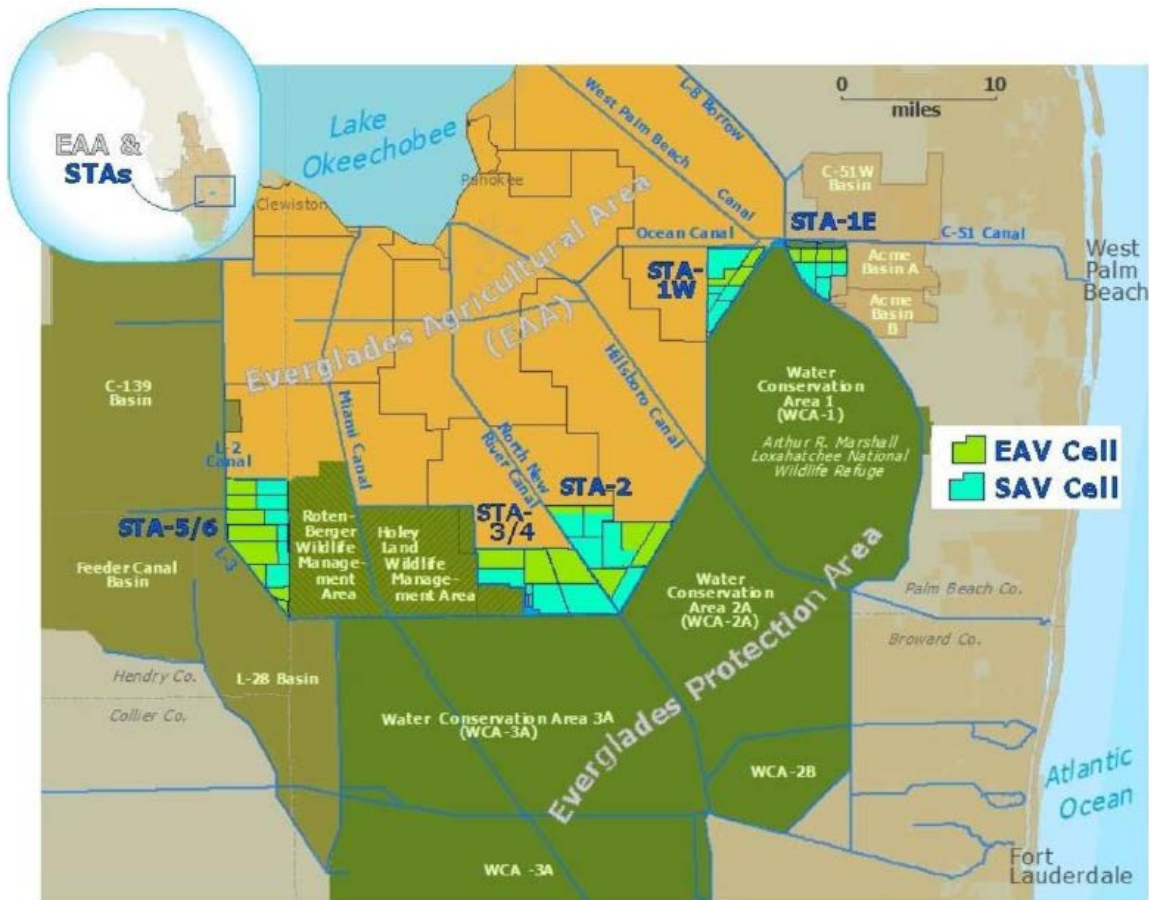 EAA &
STAs
Lake
Okeechobee
Clewiston
Pahokee
West Palm Beach
Canal
L-8 Borrow
0 10
miles
C-51W
Basin
STA-1E
Ocean Canal
C-51 Canal
West
Palm
Beach
Acme
Basin A
Acme
Basin
B
STA-
1W
Everglades Agricultural Area
(EAA)
C-139
Basin
Miami Canal
Hillsboro Canal
North New
River Canal
L-2
Canal
Water
Conservation
Area 1
(WCA-1)
Arthur R. Marshall
Loxahatchee National
Wildlife Refuge
EAV Cell
SAV Cell
STA-2
STA-
3/4
STA-5/6
L-3
Roten-
Berger
Wildlife
Manage-
ment
Area
Holey
Land
Wildlife
Manage-
ment Area
Feeder Canal
Basin
Water
Conservation
Area 2A
(WCA-2A)
Everglades Protection Area
Palm Beach Co.
Broward Co.
Hendry Co.
Collier Co.
L-28 Basin
Water Conservation Area 3A
(WCA-3A)
WCA-2B
WCA-3A
Atlantic
Ocean
Fort
Lauderdale